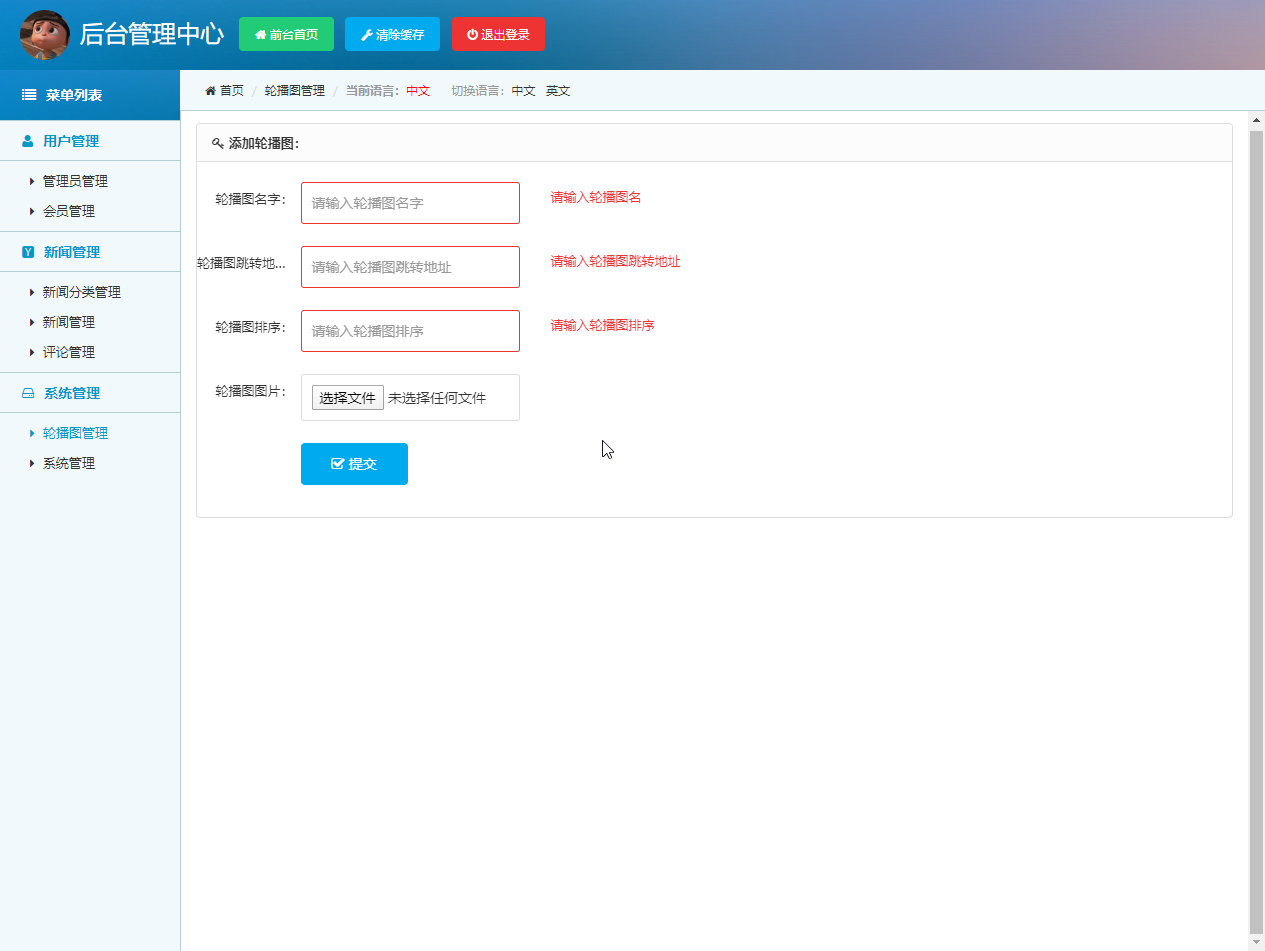 后台管理中心 前台首页 清除缓存 退出登录
菜单列表
首页 / 轮播图管理 / 当前语言：中文 切换语言：中文 英文
用户管理
管理员管理
会员管理
新闻管理
新闻分类管理
新闻管理
评论管理
系统管理
轮播图管理
系统管理
添加轮播图：
轮播图名字： 请输入轮播图名字 请输入轮播图名
轮播图跳转地... 请输入轮播图跳转地址 请输入轮播图跳转地址
轮播图排序： 请输入轮播图排序 请输入轮播图排序
轮播图图片： 选择文件 未选择任何文件
提交